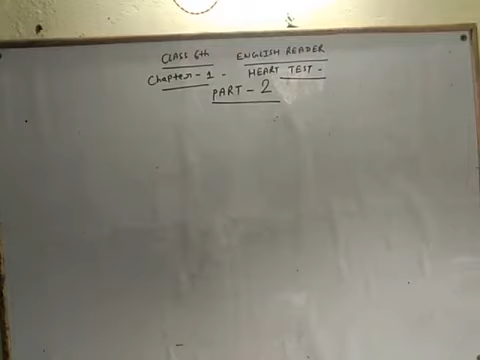 CLASS 6th ENGLISH READER
Chapter - 1 - HEART TEST -
PART - 2